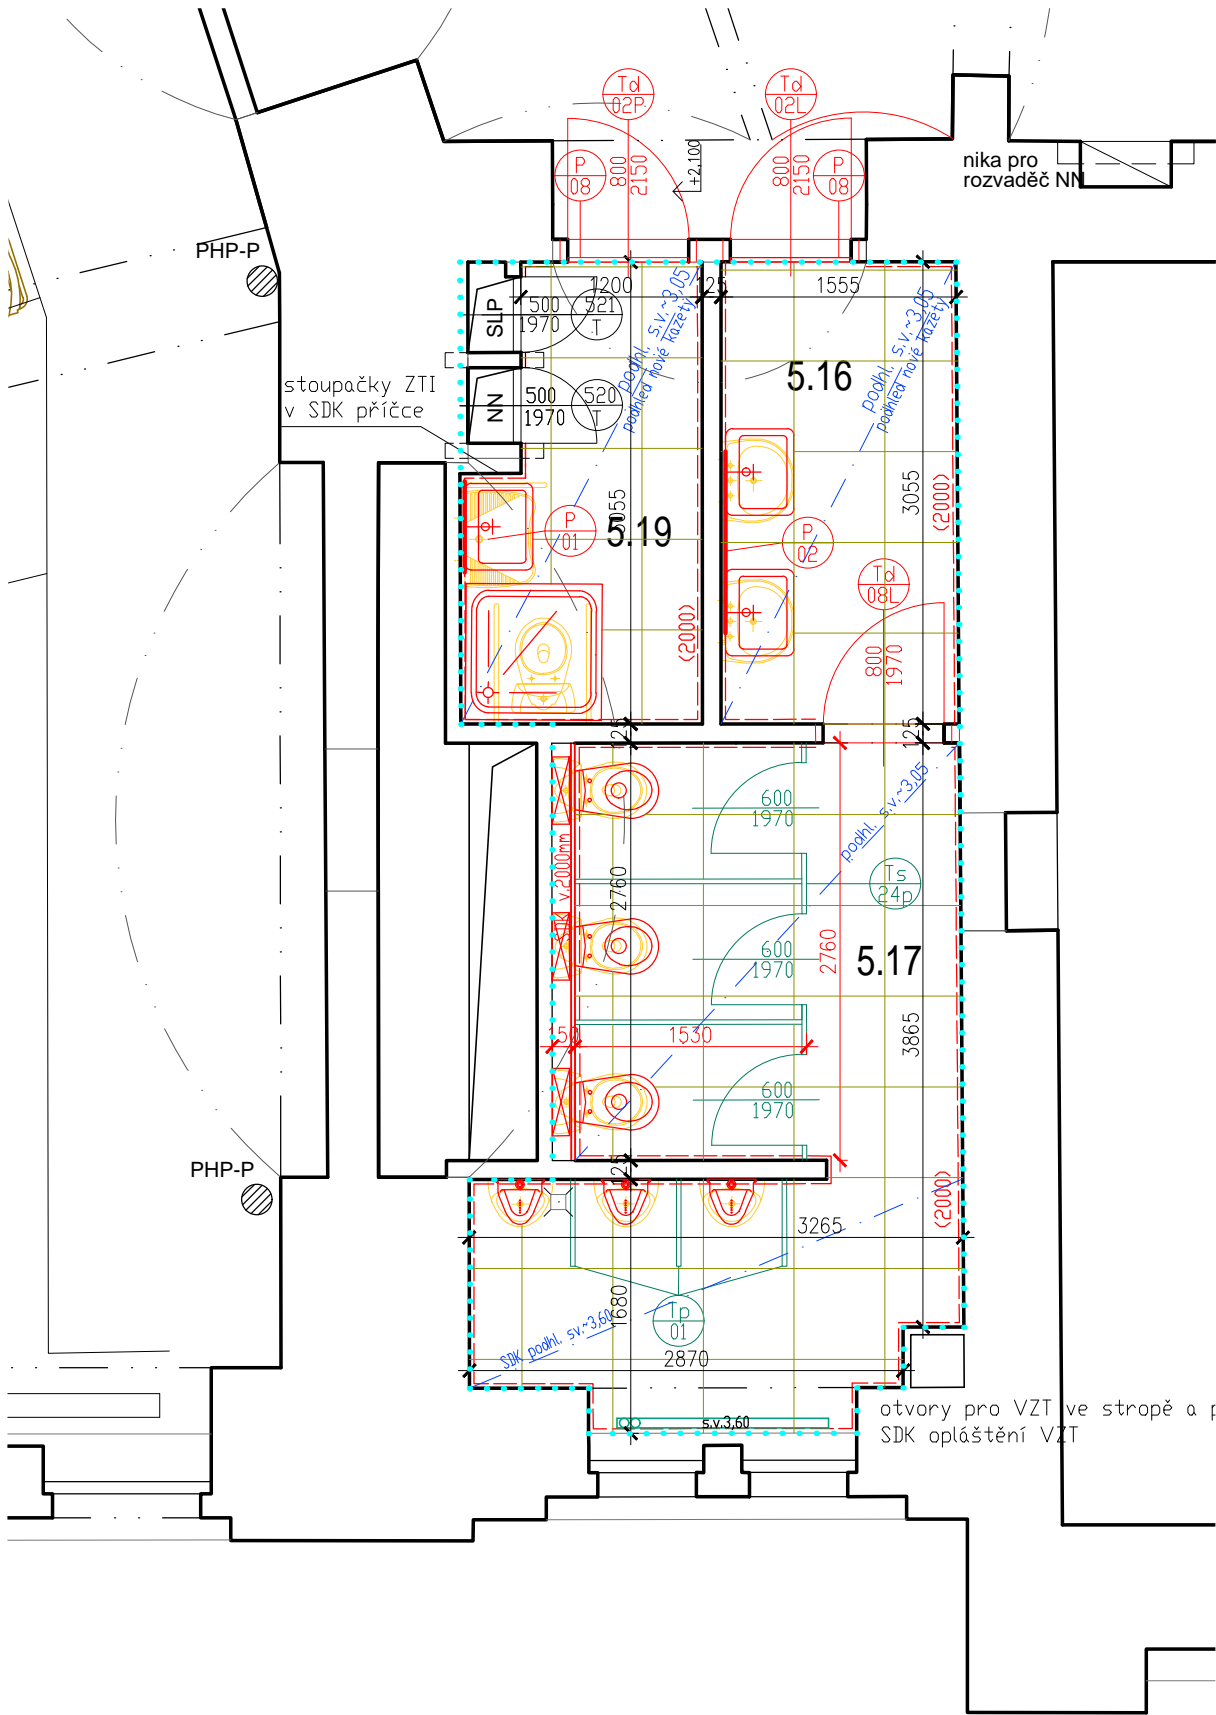 Td
02P
Td
02L
P
08
800
2150
+2,100
800
2150
P
08
nika pro
rozvaděč NN
PHP-P
1200
125
1555
SLP
500
1970
521
T
podhl. s.v.~3,05
podhled nové kazety
podhl. s.v.~3,05
podhled nové kazety
5.16
stoupačky ZTI
v SDK příčce
NN
500
1970
520
T
3055
(2000)
P
01
3055
5.19
P
02
Td
08L
(2000)
800
1970
125
125
600
1970
podhl. s.v.~3,05
SDK v.2000mm
2760
Ts
24p
600
1970
2760
5.17
150
1530
3865
600
1970
PHP-P
125
(2000)
3265
1680
Tp
01
SDK podhl. sv.~3,60
2870
s.v.3,60
otvory pro VZT ve stropě a p
SDK opláštění VZT